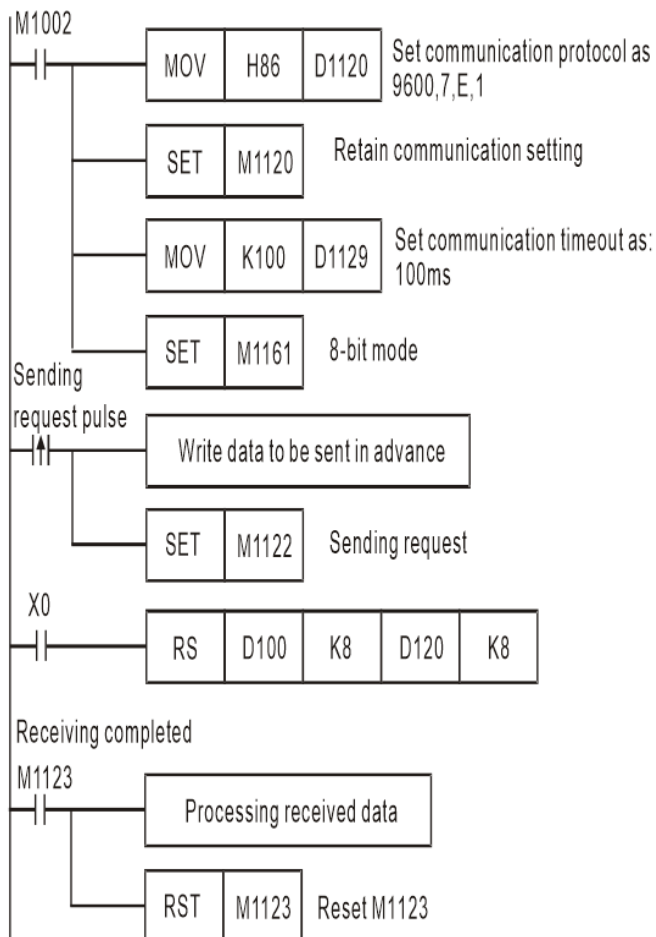 M1002
MOV H86 D1120 Set communication protocol as
9600,7,E,1
SET M1120 Retain communication setting
MOV K100 D1129 Set communication timeout as:
100ms
SET M1161 8-bit mode
Sending
request pulse
Write data to be sent in advance
SET M1122 Sending request
X0
RS D100 K8 D120 K8
Receiving completed
M1123
Processing received data
RST M1123 Reset M1123